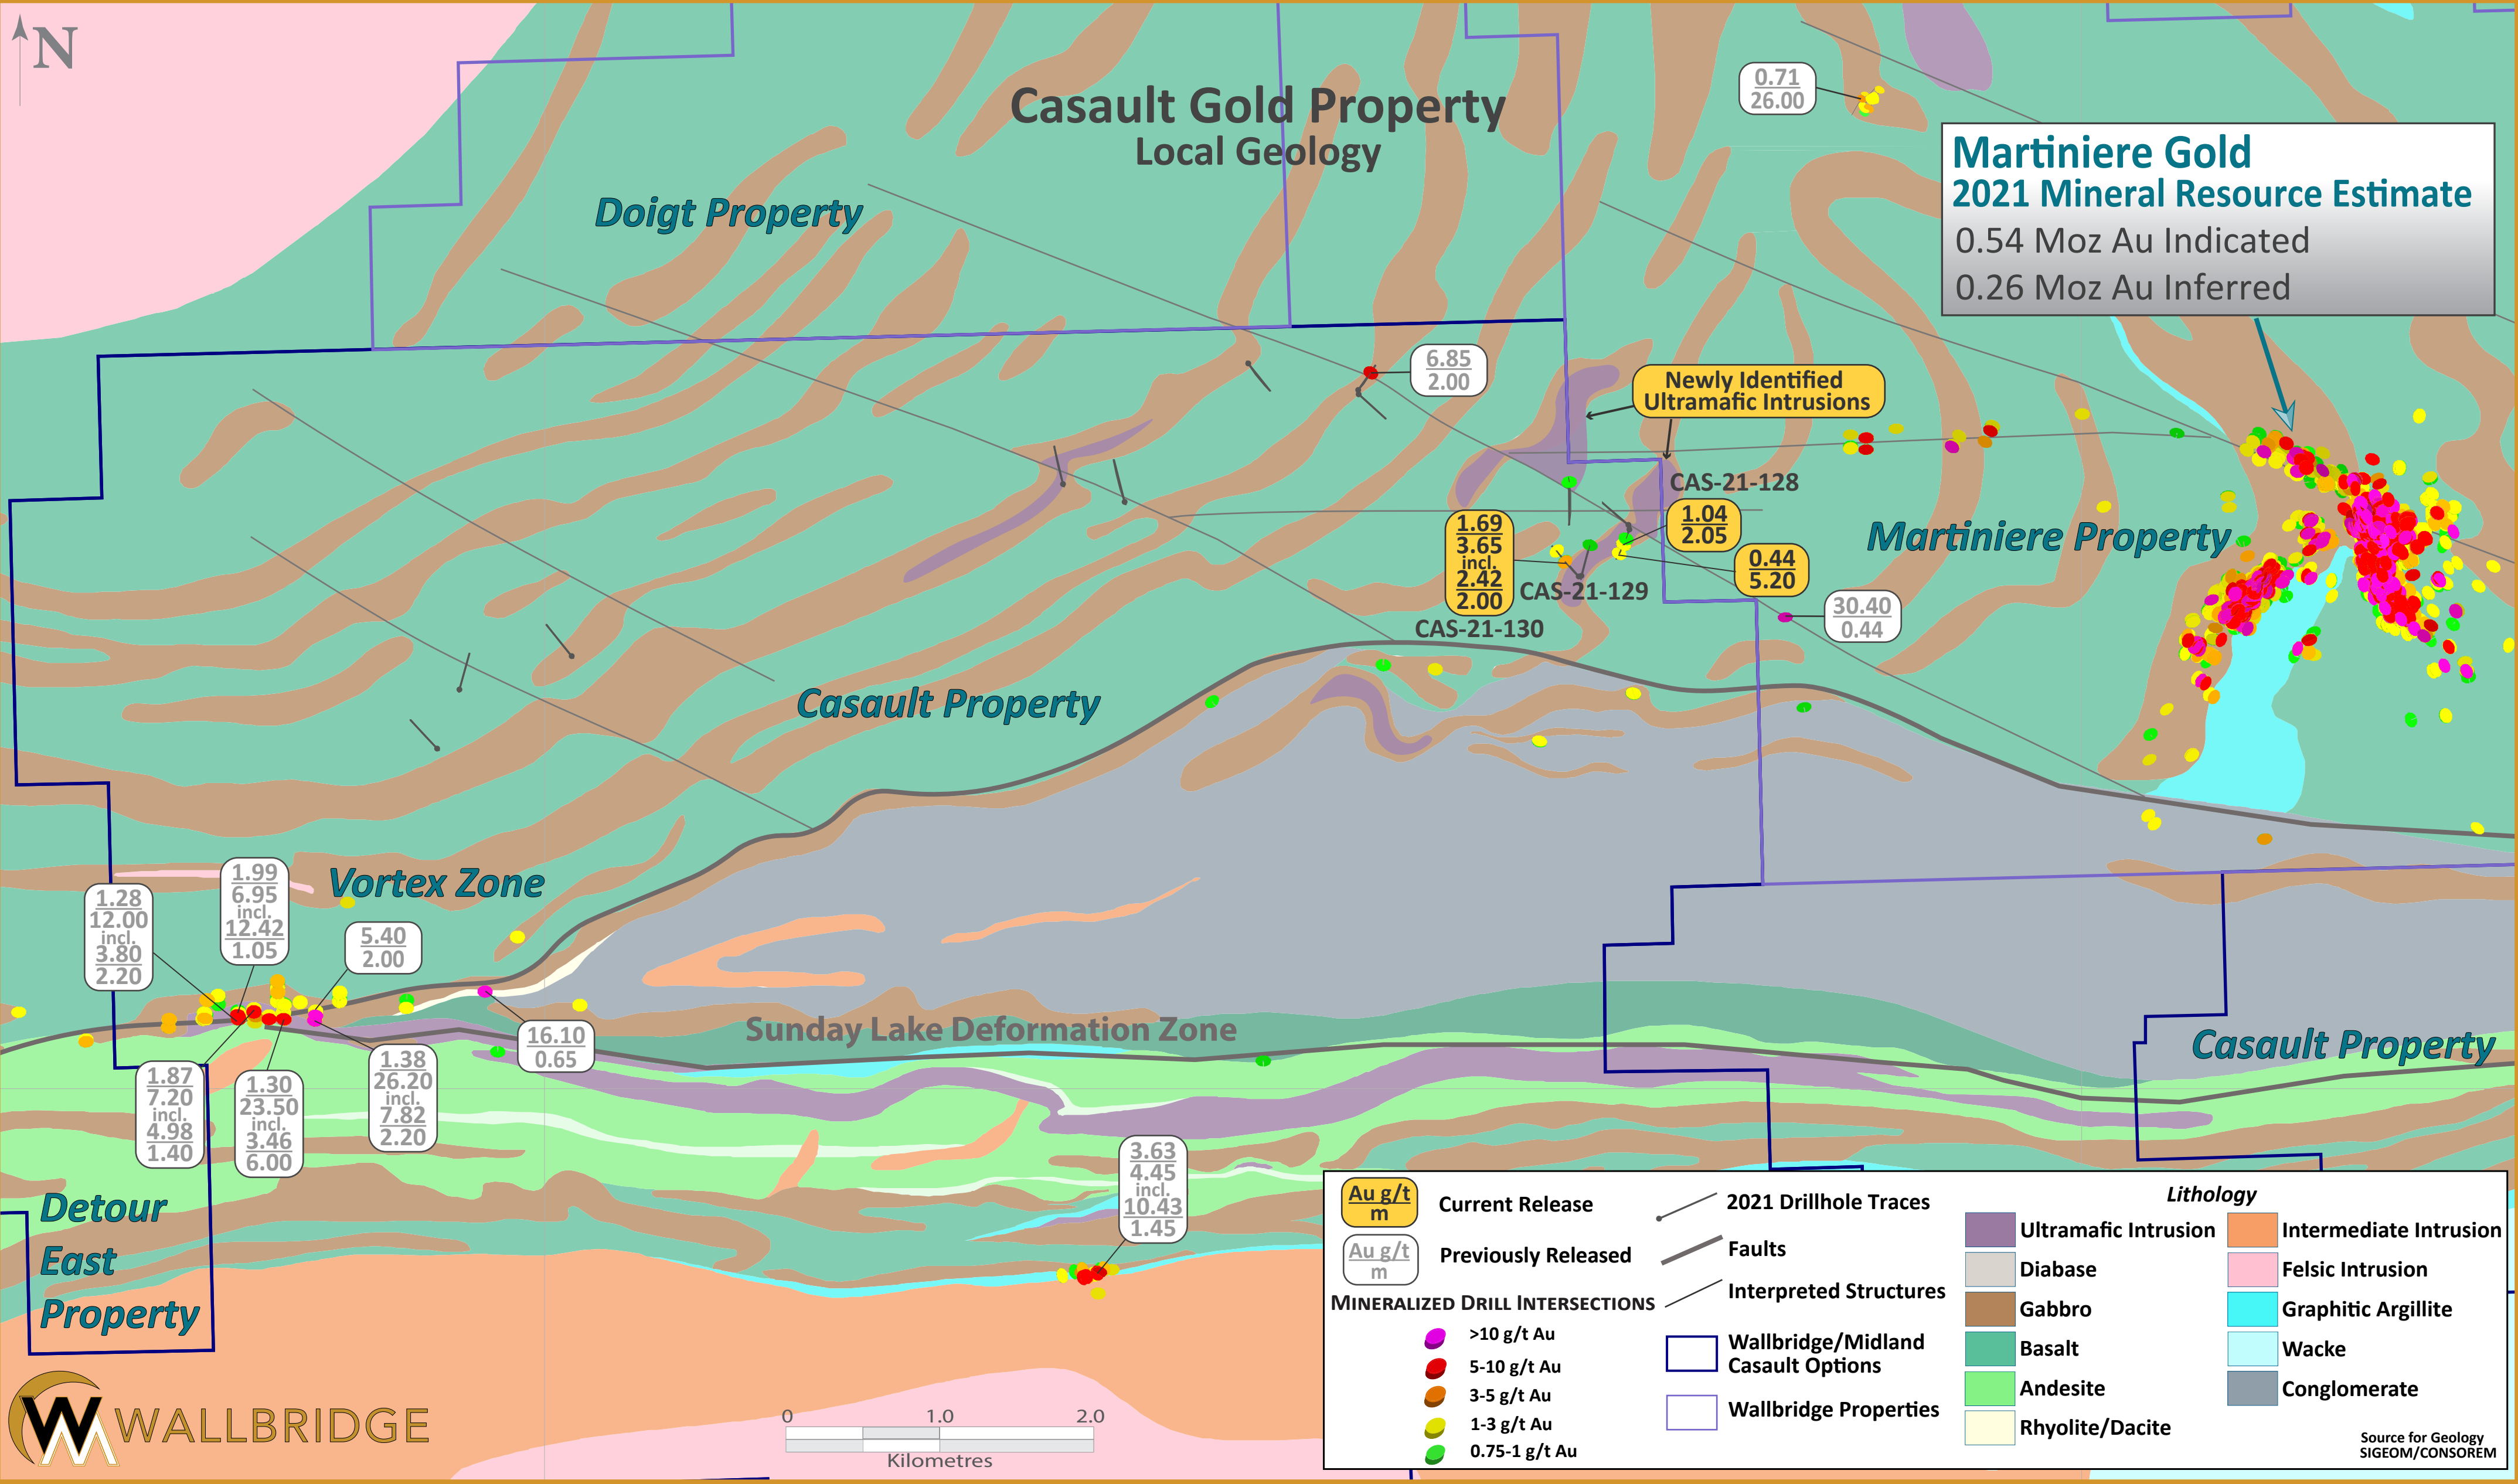 N
Casault Gold Property
Local Geology
0.71
26.00
Martiniere Gold
2021 Mineral Resource Estimate
0.54 Moz Au Indicated
0.26 Moz Au Inferred
Doigt Property
6.85
2.00
Newly Identified
Ultramafic Intrusions
CAS-21-128
1.04
2.05
1.69
3.65
incl.
2.42
2.00
CAS-21-130
0.44
5.20
CAS-21-129
30.40
0.44
Martiniere Property
Casault Property
Vortex Zone
1.28
12.00
incl.
3.80
2.20
1.99
6.95
incl.
12.42
1.05
5.40
2.00
16.10
0.65
Sunday Lake Deformation Zone
Casault Property
1.87
7.20
incl.
4.98
1.40
1.30
23.50
incl.
3.46
6.00
1.38
26.20
incl.
7.82
2.20
3.63
4.45
incl.
10.43
1.45
Detour
East
Property
WALLBRIDGE
0 1.0 2.0
Kilometres
Au g/t
m
Current Release
Au g/t
m
Previously Released
MINERALIZED DRILL INTERSECTIONS
>10 g/t Au
5-10 g/t Au
3-5 g/t Au
1-3 g/t Au
0.75-1 g/t Au
2021 Drillhole Traces
Faults
Interpreted Structures
Wallbridge/Midland
Casault Options
Wallbridge Properties
Lithology
Ultramafic Intrusion
Diabase
Gabbro
Basalt
Andesite
Rhyolite/Dacite
Intermediate Intrusion
Felsic Intrusion
Graphitic Argillite
Wacke
Conglomerate
Source for Geology
SIGEOM/CONSOREM